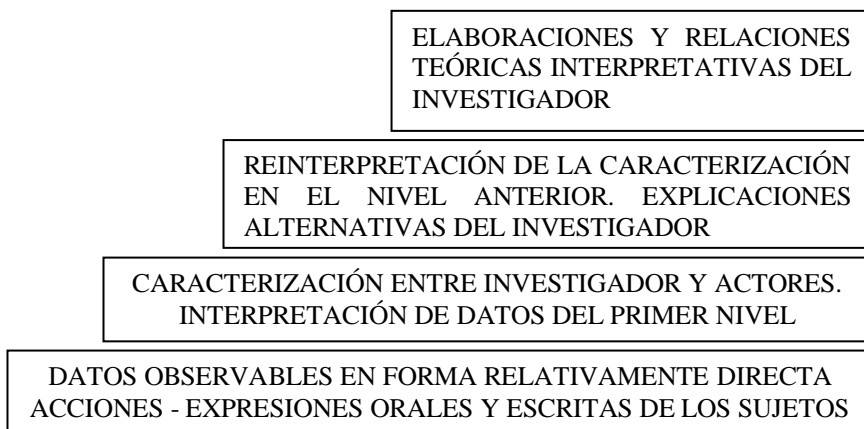 ELABORACIONES Y RELACIONES
TEÓRICAS INTERPRETATIVAS DEL
INVESTIGADOR
REINTERPRETACIÓN DE LA CARACTERIZACIÓN
EN EL NIVEL ANTERIOR. EXPLICACIONES
ALTERNATIVAS DEL INVESTIGADOR
CARACTERIZACIÓN ENTRE INVESTIGADOR Y ACTORES.
INTERPRETACIÓN DE DATOS DEL PRIMER NIVEL
DATOS OBSERVABLES EN FORMA RELATIVAMENTE DIRECTA
ACCIONES - EXPRESIONES ORALES Y ESCRITAS DE LOS SUJETOS